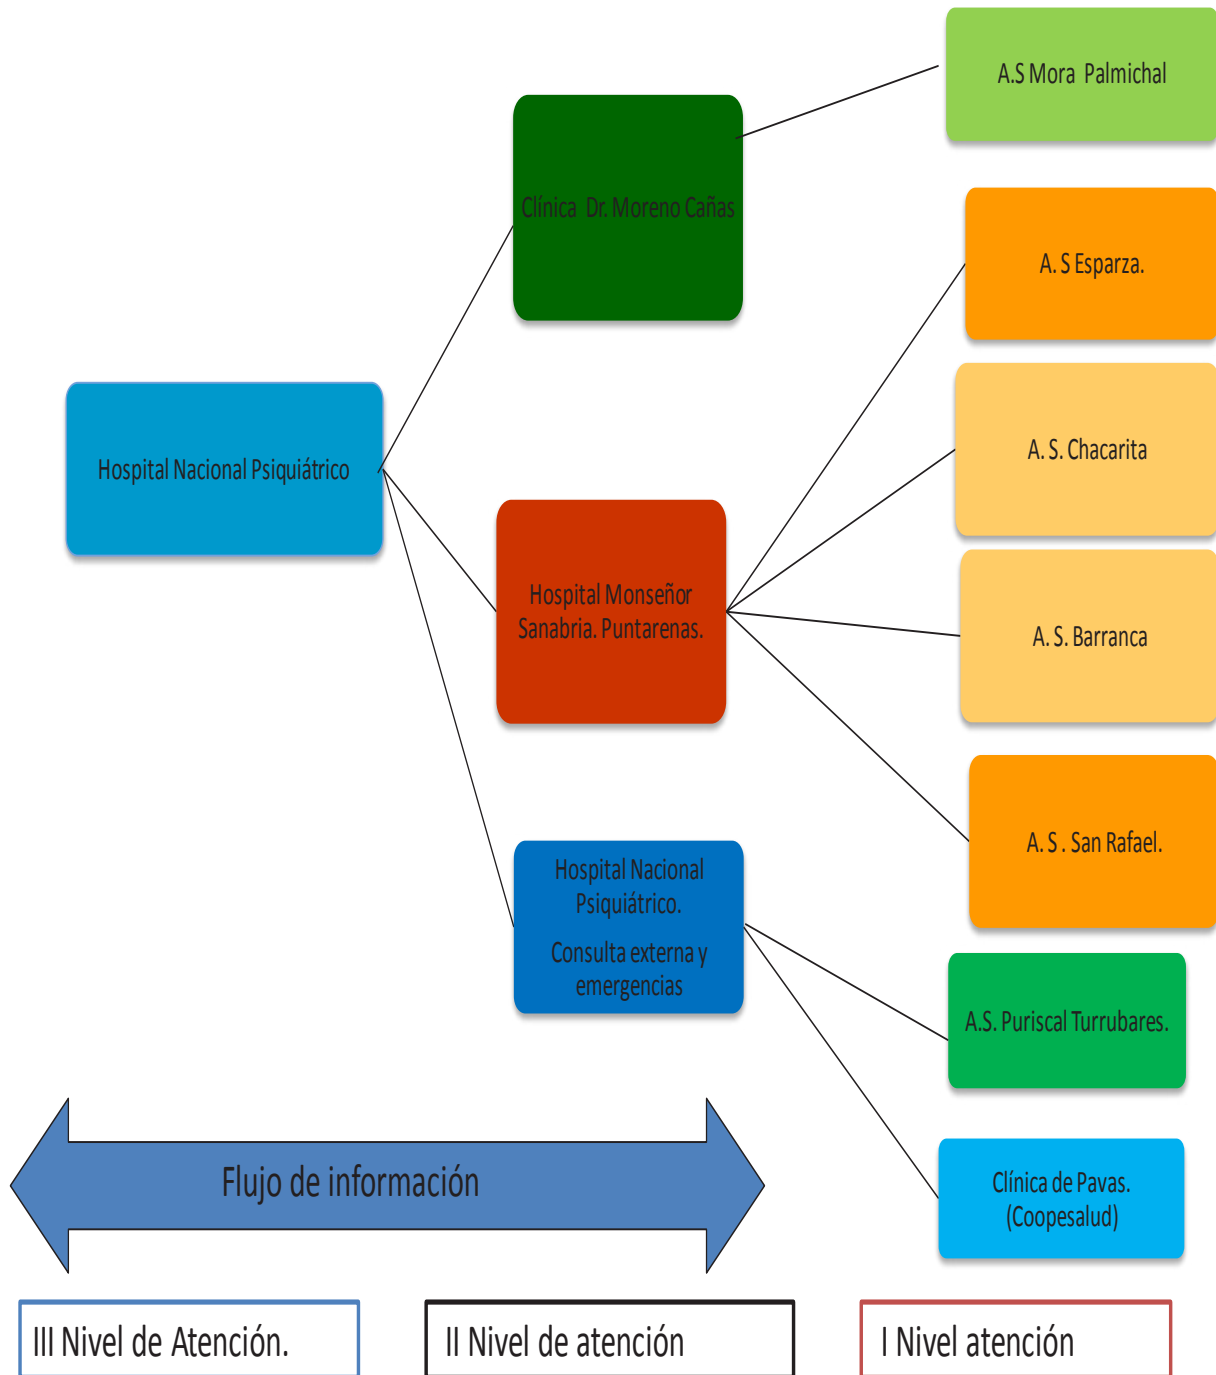 A.S Mora Palmichal
Clínica Dr. Moreno Cañas
A. S Esparza.
Hospital Nacional Psiquiátrico
A. S. Chacarita
Hospital Monseñor
Sanabria. Puntarenas.
A. S. Barranca
A. S . San Rafael.
Hospital Nacional
Psiquiátrico.
Consulta externa y
emergencias
A.S. Puriscal Turrubares.
Clínica de Pavas.
(Coopesalud)
Flujo de información
III Nivel de Atención.
II Nivel de atención
I Nivel atención